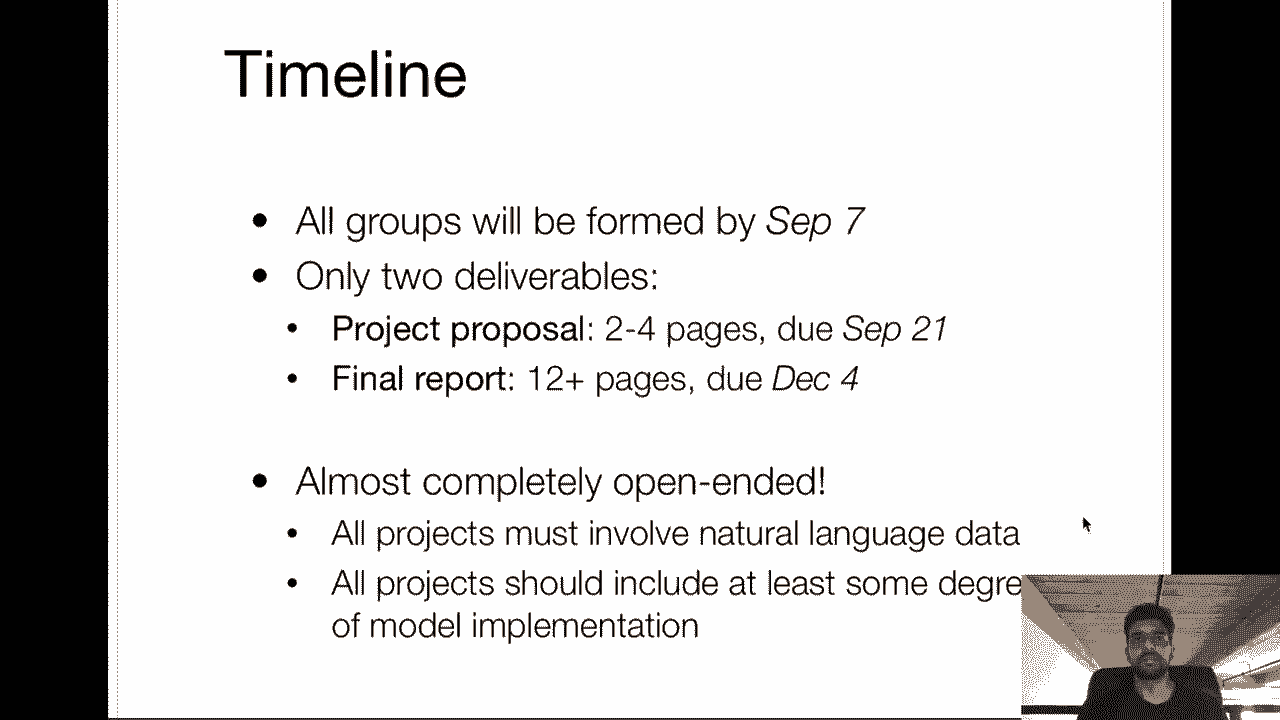 Timeline
• All groups will be formed by Sep 7
• Only two deliverables:
• Project proposal: 2-4 pages, due Sep 21
• Final report: 12+ pages, due Dec 4
• Almost completely open-ended!
• All projects must involve natural language data
• All projects should include at least some degre
of model implementation